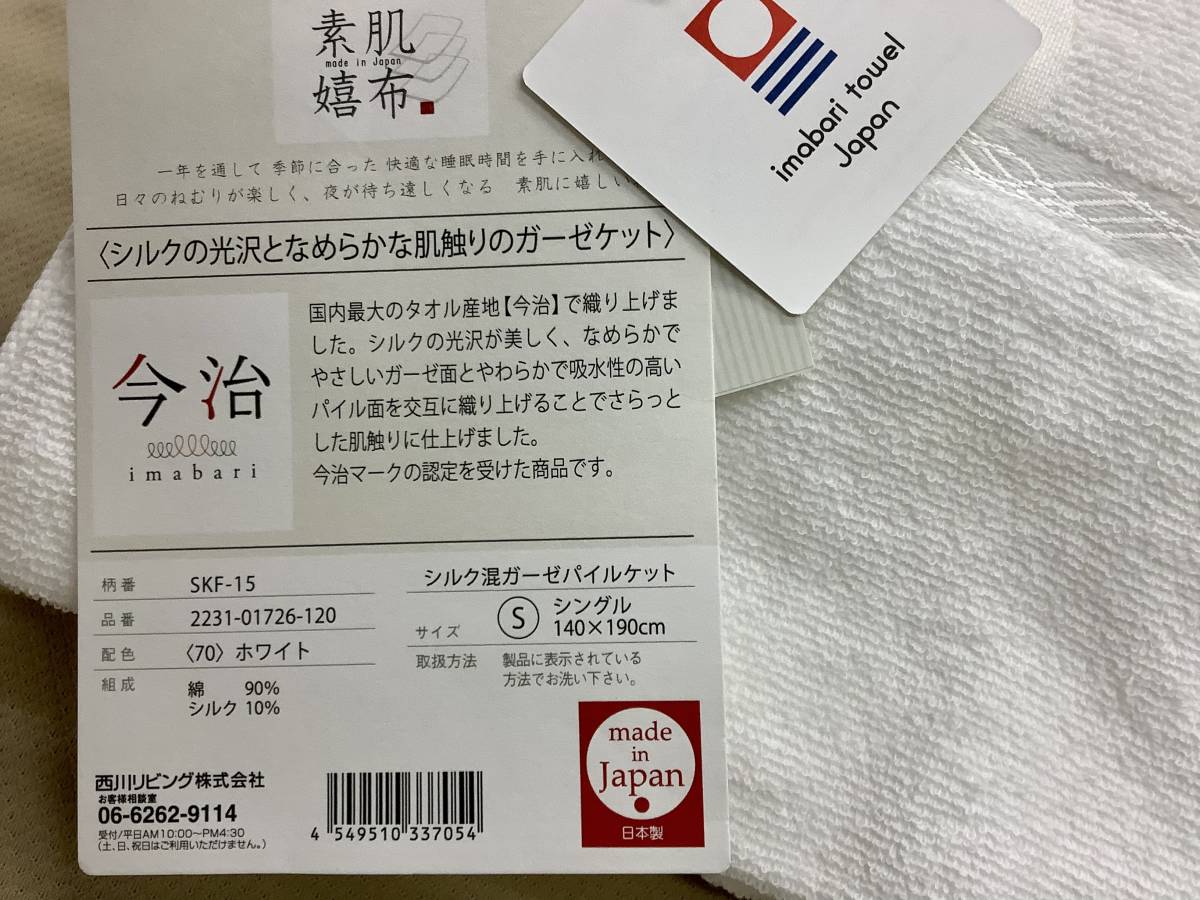 素肌
made in Japan
嬉布
一年を通して 季節に合った 快適な睡眠時間を手に入れ
日々のねむりが楽しく、夜が待ち遠しくなる 素肌に嬉しい
〈シルクの光沢となめらかな肌触りのガーゼケット〉
今治
imabari
国内最大のタオル産地【今治】で織り上げま
した。シルクの光沢が美しく、なめらかで
やさしいガーゼ面とやわらかで吸水性の高い
パイル面を交互に織り上げることでさらっと
した肌触りに仕上げました。
今治マークの認定を受けた商品です。
柄番 SKF-15
品番 2231-01726-120
配色 〈70〉ホワイト
組成 綿 90%
シルク 10%
シルク混ガーゼパイルケット
サイズ Ⓢ シングル
140×190cm
取扱方法 製品に表示されている
方法でお洗い下さい。
西川リビング株式会社
お客様相談室
06-6262-9114
受付/平日AM10:00〜PM4:30
(土、日、祝日はご利用いただけません。)
4 549510 337054
made
in
Japan
日本製
imabari towel
Japan